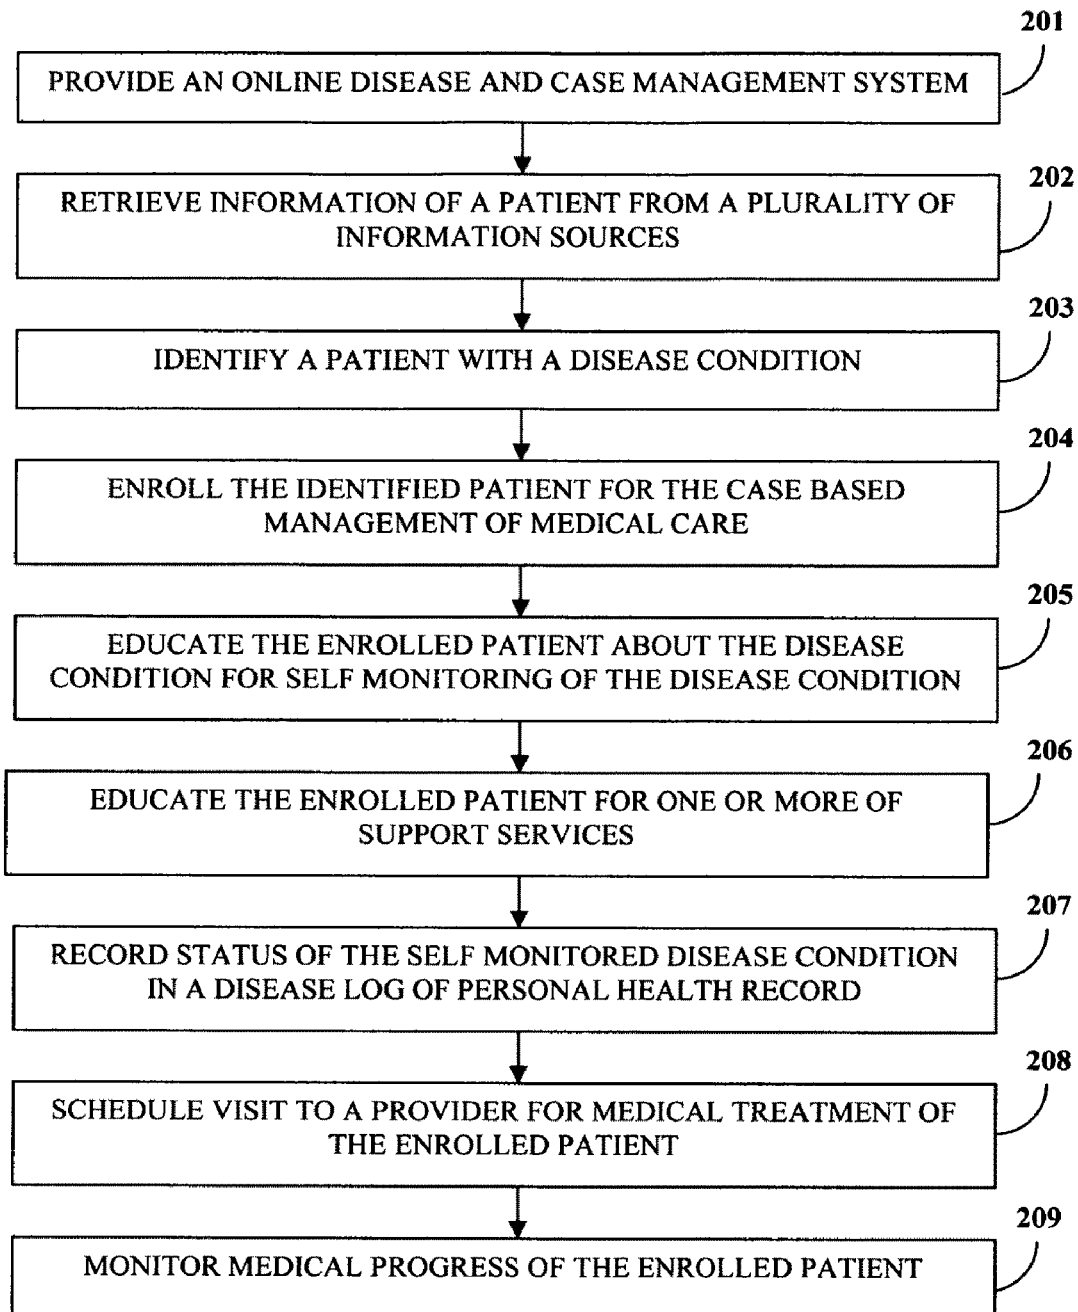 201
PROVIDE AN ONLINE DISEASE AND CASE MANAGEMENT SYSTEM
202
RETRIEVE INFORMATION OF A PATIENT FROM A PLURALITY OF
INFORMATION SOURCES
203
IDENTIFY A PATIENT WITH A DISEASE CONDITION
204
ENROLL THE IDENTIFIED PATIENT FOR THE CASE BASED
MANAGEMENT OF MEDICAL CARE
205
EDUCATE THE ENROLLED PATIENT ABOUT THE DISEASE
CONDITION FOR SELF MONITORING OF THE DISEASE CONDITION
206
EDUCATE THE ENROLLED PATIENT FOR ONE OR MORE OF
SUPPORT SERVICES
207
RECORD STATUS OF THE SELF MONITORED DISEASE CONDITION
IN A DISEASE LOG OF PERSONAL HEALTH RECORD
208
SCHEDULE VISIT TO A PROVIDER FOR MEDICAL TREATMENT OF
THE ENROLLED PATIENT
209
MONITOR MEDICAL PROGRESS OF THE ENROLLED PATIENT